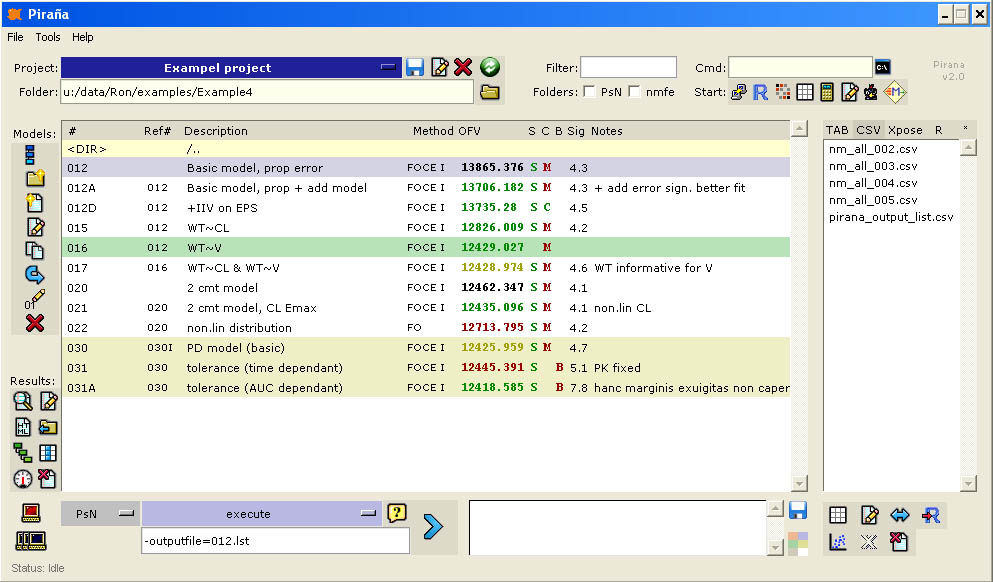 Piraña
File Tools Help
Project: Exampel project Filter: Cmd: C:\ Pirana
v2.0
Folder: u:/data/Ron/examples/Example4 Folders: PsN nmfe Start: R
Models: # Ref# Description Method OFV S C B Sig Notes TAB CSV Xpose R *
<DIR> /..
012 Basic model, prop error FOCE I 13865.376 S M 4.3
012A 012 Basic model, prop + add model FOCE I 13706.182 S M 4.3 + add error sign. better fit
012D 012 +IIV on EPS FOCE I 13735.28 S C 4.5
015 012 WT~CL FOCE I 12826.009 S M 4.2
016 012 WT~V FOCE I 12429.027 M
017 016 WT~CL & WT~V FOCE I 12428.974 S M 4.6 WT informative for V
020 2 cmt model FOCE I 12462.347 S M 4.1
021 020 2 cmt model, CL Emax FOCE I 12435.096 S M 4.1 non.lin CL
022 020 non.lin distribution FO 12713.795 S M 4.2
030 030I PD model (basic) FOCE I 12425.959 S M 4.7
031 030 tolerance (time dependant) FOCE I 12445.391 S B 5.1 PK fixed
031A 030 tolerance (AUC dependant) FOCE I 12418.585 S B 7.8 hanc marginis exuigitas non caper
nm_all_002.csv
nm_all_003.csv
nm_all_004.csv
nm_all_005.csv
pirana_output_list.csv
Results:
HT
ML
PsN execute ?
-outputfile=012.lst
R
Status: Idle